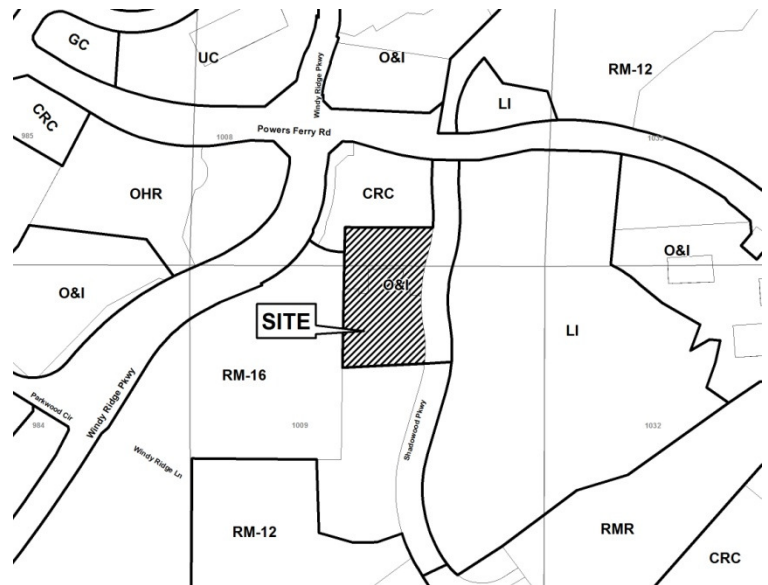 GC
UC
Windy Ridge Pkwy
O&I
RM-12
CRC
985
1008
Powers Ferry Rd
LI
1030
OHR
CRC
O&I
O&I
O&I
SITE
LI
RM-16
Parkwood Cir
984
Windy Ridge Pkwy
1009
Shadowood Pkwy
1032
Windy Ridge Ln
RM-12
RMR
CRC